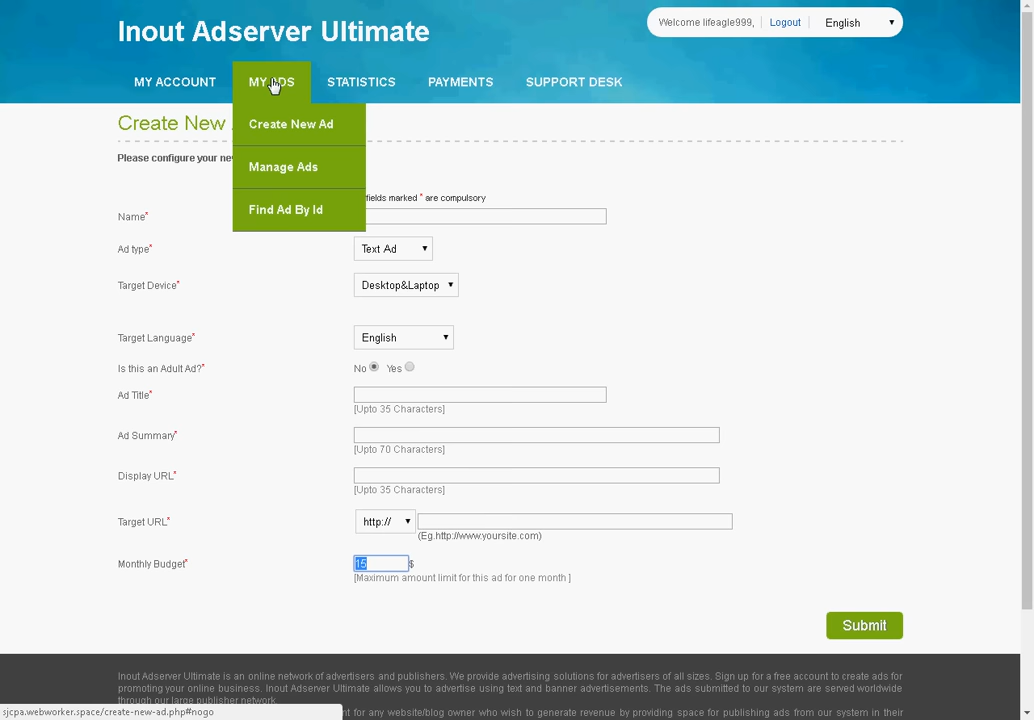 Inout Adserver Ultimate
Welcome lifeagle999, Logout English
MY ACCOUNT MY ADS STATISTICS PAYMENTS SUPPORT DESK
Create New
Create New Ad
Please configure your
Manage Ads
fields marked * are compulsory
Find Ad By Id
Name*
Ad type* Text Ad
Target Device* Desktop&Laptop
Target Language* English
Is this an Adult Ad?* No Yes
Ad Title*
[Upto 35 Characters]
Ad Summary*
[Upto 70 Characters]
Display URL*
[Upto 35 Characters]
Target URL* http://
(Eg.http://www.yoursite.com)
Monthly Budget* 15 $
[Maximum amount limit for this ad for one month ]
Submit
Inout Adserver Ultimate is an online network of advertisers and publishers. We provide advertising solutions for advertisers of all sizes. Sign up for a free account to create ads for
promoting your online business. Inout Adserver Ultimate allows you to advertise using text and banner advertisements. The ads submitted to our system are served worldwide
through our large publisher network.
sjcpa.webworker.space/create-new-ad.php#nogo
for any website/blog owner who wish to generate revenue by providing space for publishing ads from our system in their